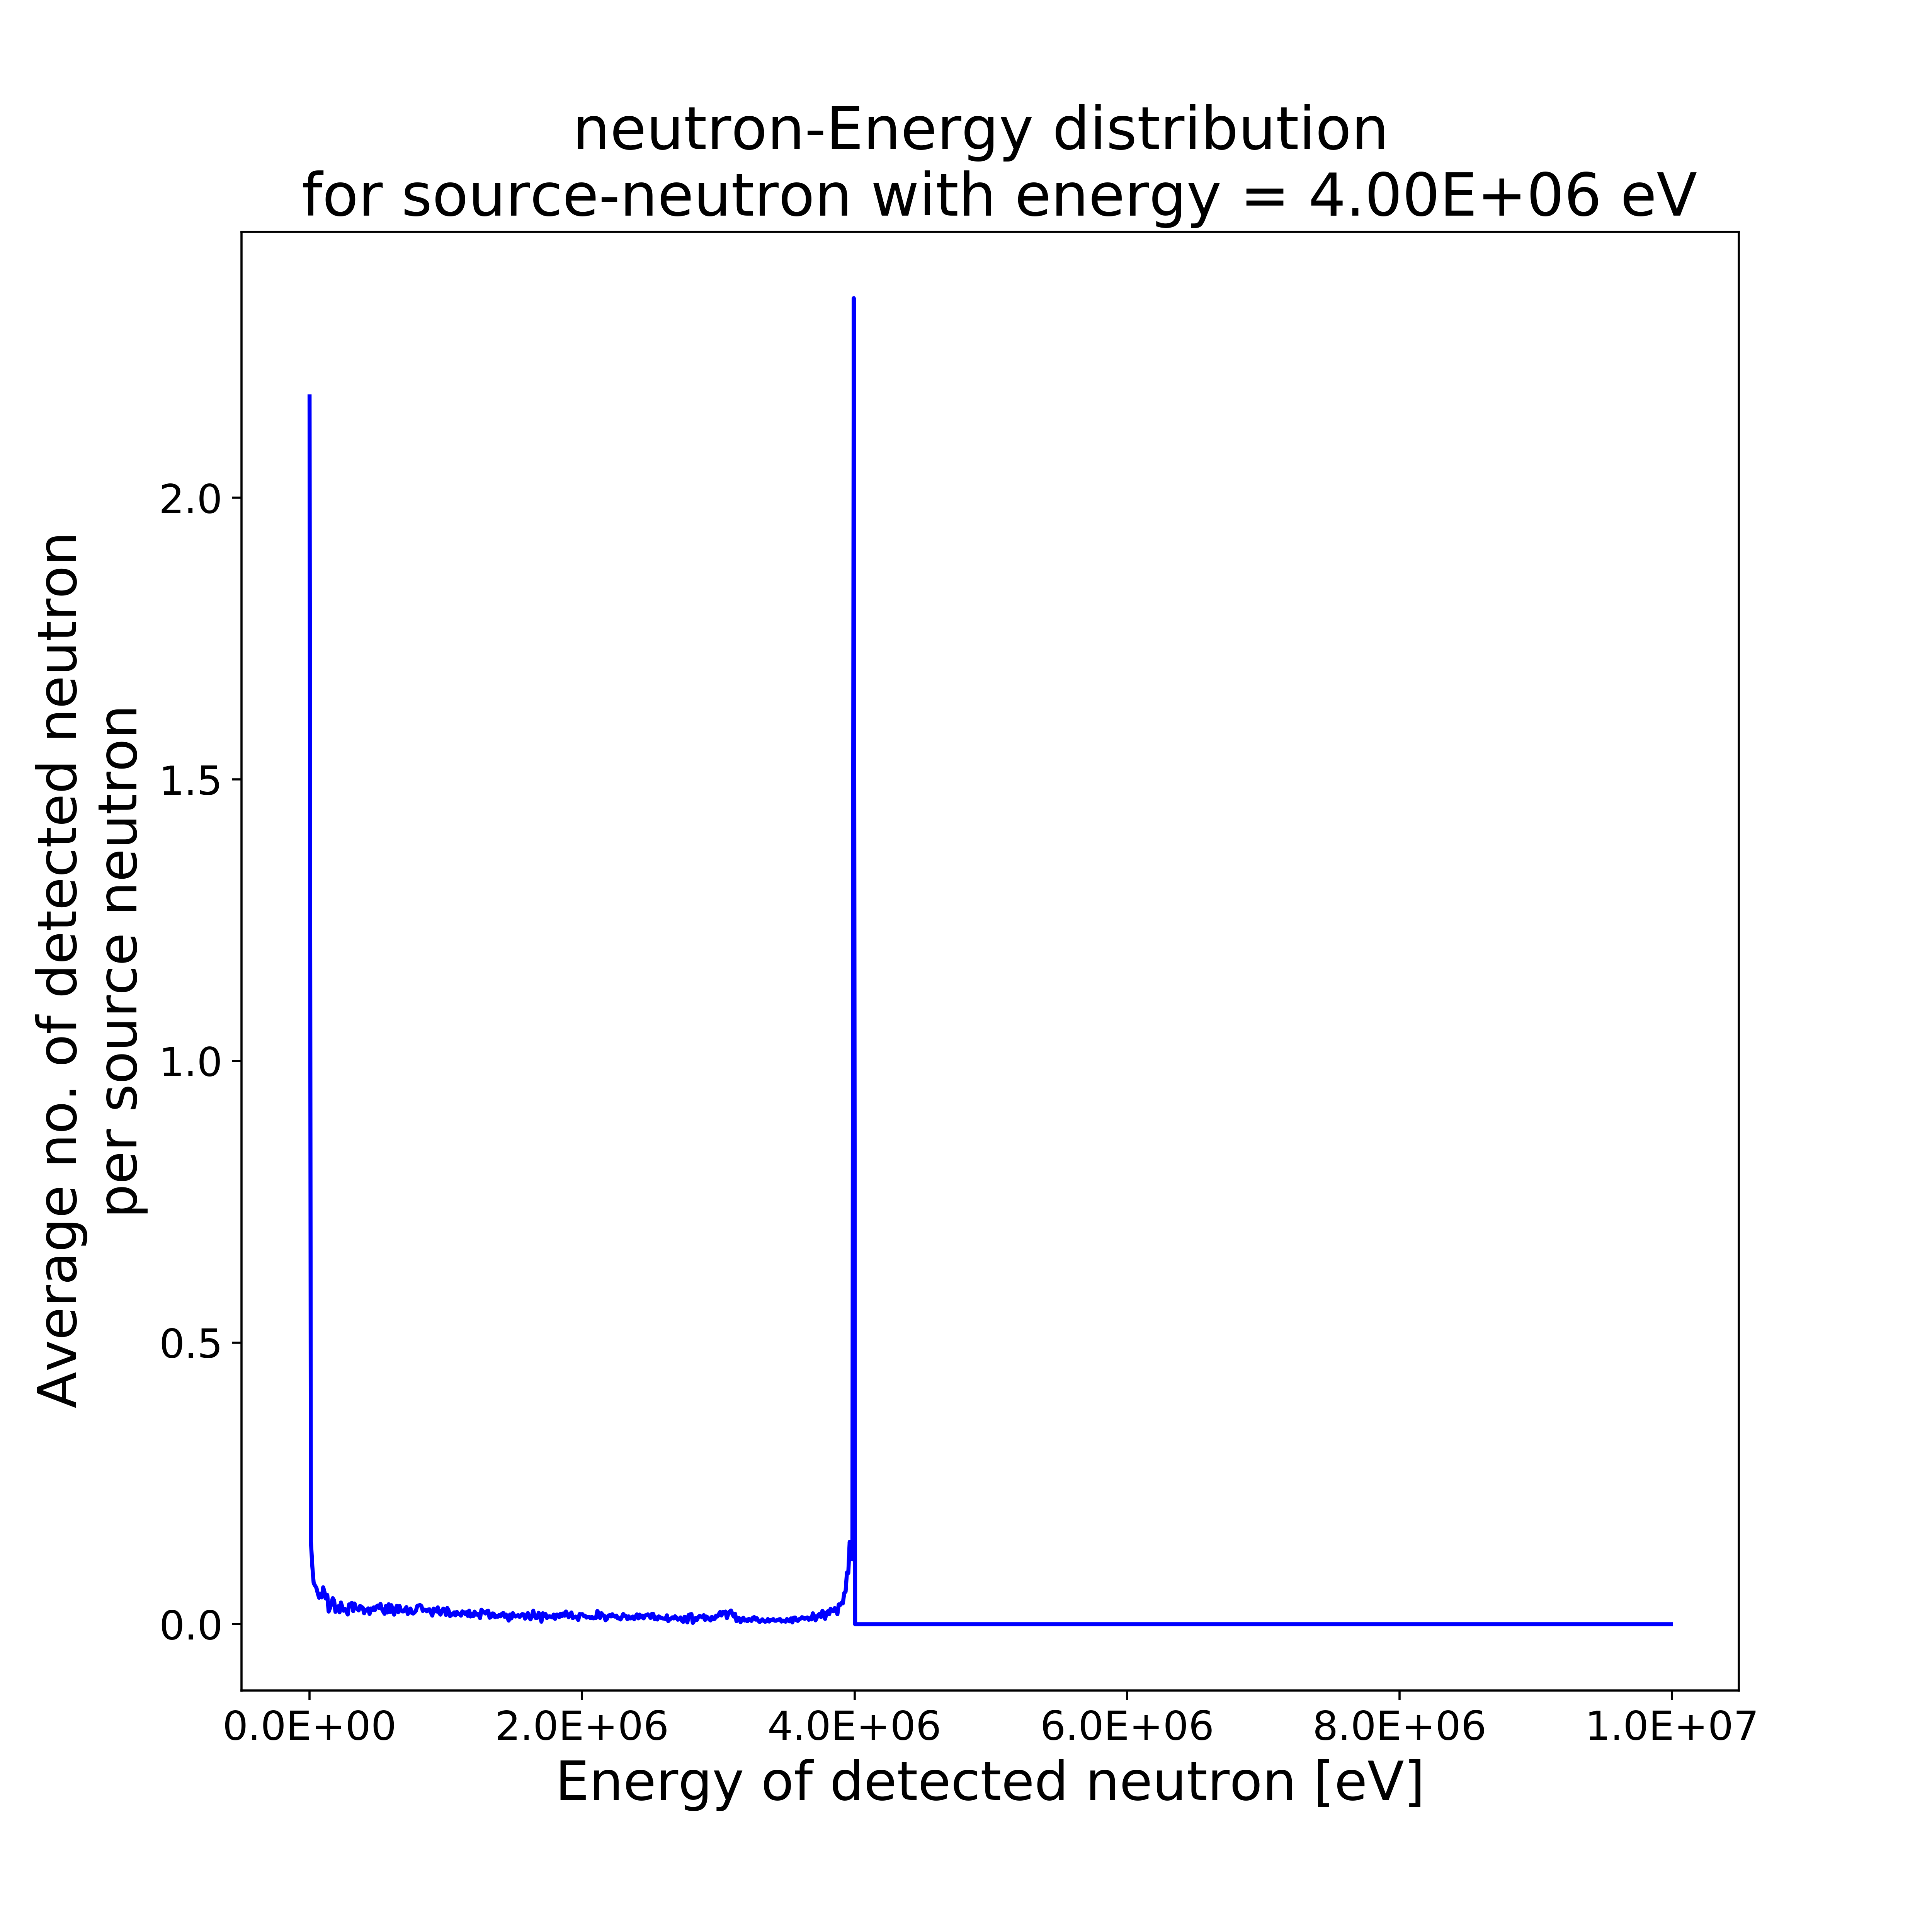 neutron-Energy distribution
for source-neutron with energy = 4.00E+06 eV
Average no. of detected neutron
per source neutron
2.0
1.5
1.0
0.5
0.0
0.0E+00
2.0E+06
4.0E+06
6.0E+06
8.0E+06
1.0E+07
Energy of detected neutron [eV]